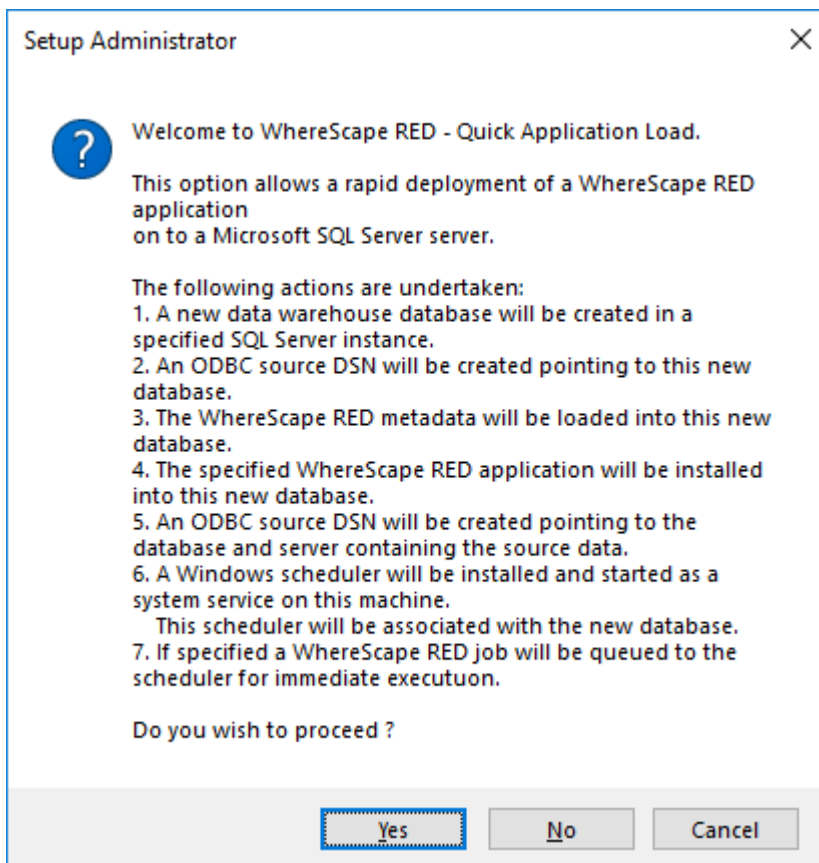 Setup Administrator
?
Welcome to WhereScape RED - Quick Application Load.
This option allows a rapid deployment of a WhereScape RED
application
on to a Microsoft SQL Server server.
The following actions are undertaken:
1. A new data warehouse database will be created in a
specified SQL Server instance.
2. An ODBC source DSN will be created pointing to this new
database.
3. The WhereScape RED metadata will be loaded into this new
database.
4. The specified WhereScape RED application will be installed
into this new database.
5. An ODBC source DSN will be created pointing to the
database and server containing the source data.
6. A Windows scheduler will be installed and started as a
system service on this machine.
This scheduler will be associated with the new database.
7. If specified a WhereScape RED job will be queued to the
scheduler for immediate executuon.
Do you wish to proceed ?
Yes No Cancel